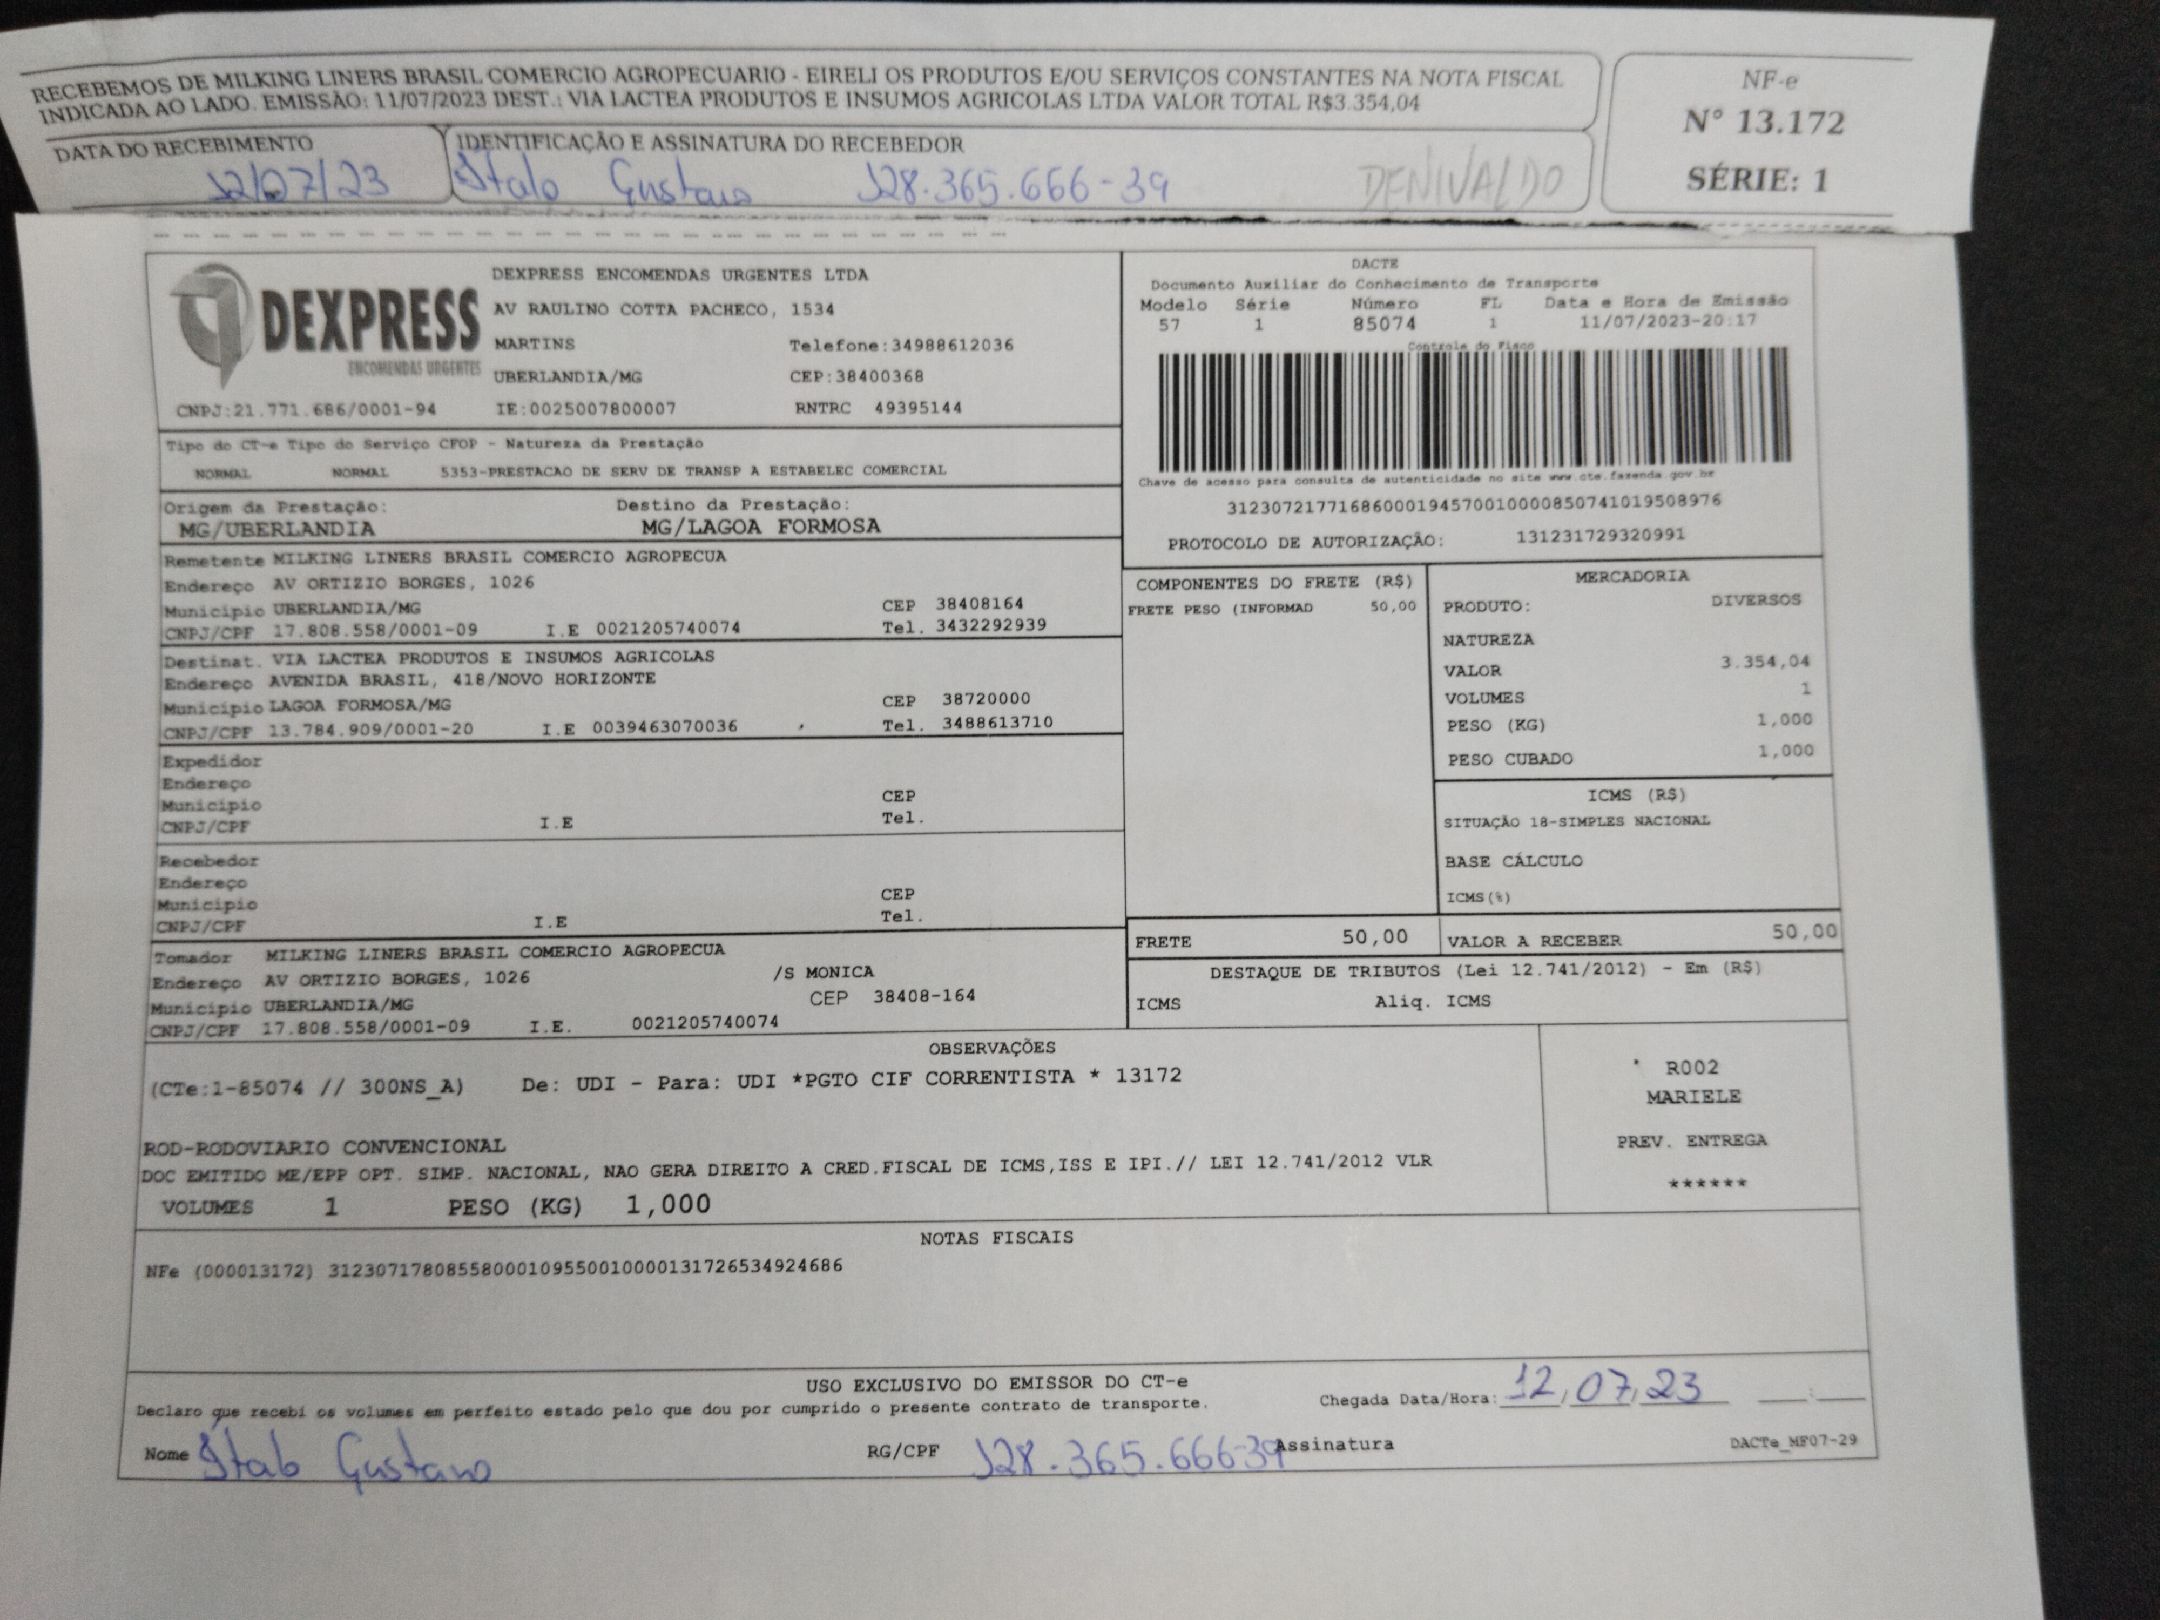 RECEBEMOS DE MILKING LINERS BRASIL COMERCIO AGROPECUARIO - EIRELI OS PRODUTOS E/OU SERVIÇOS CONSTANTES NA NOTA FISCAL
INDICADA AO LADO. EMISSÃO: 11/07/2023 DEST.: VIA LACTEA PRODUTOS E INSUMOS AGRICOLAS LTDA VALOR TOTAL R$3.354,04
NF-e
N° 13.172
SÉRIE: 1
DATA DO RECEBIMENTO
12/07/23
IDENTIFICAÇÃO E ASSINATURA DO RECEBEDOR
Ítalo Gustavo 128.365.666-39 DENIVALDO
DEXPRESS
ENCOMENDAS URGENTES
CNPJ:21.771.686/0001-94
DEXPRESS ENCOMENDAS URGENTES LTDA
AV RAULINO COTTA PACHECO, 1534
MARTINS Telefone:34988612036
UBERLANDIA/MG CEP:38400368
IE:0025007800007 RNTRC 49395144
DACTE
Documento Auxiliar do Conhecimento de Transporte
Modelo Série Número FL Data e Hora de Emissão
57 1 85074 1 11/07/2023-20:17
Controle do Fisco
Chave de acesso para consulta de autenticidade no site www.cte.fazenda.gov.br
31230721771686000194570010000850741019508976
PROTOCOLO DE AUTORIZAÇÃO: 131231729320991
Tipo do CT-e Tipo do Serviço CFOP - Natureza da Prestação
NORMAL NORMAL 5353-PRESTACAO DE SERV DE TRANSP A ESTABELEC COMERCIAL
Origem da Prestação: Destino da Prestação:
MG/UBERLANDIA MG/LAGOA FORMOSA
Remetente MILKING LINERS BRASIL COMERCIO AGROPECUA
Endereço AV ORTIZIO BORGES, 1026
Município UBERLANDIA/MG CEP 38408164
CNPJ/CPF 17.808.558/0001-09 I.E 0021205740074 Tel. 3432292939
Destinat. VIA LACTEA PRODUTOS E INSUMOS AGRICOLAS
Endereço AVENIDA BRASIL, 418/NOVO HORIZONTE
Município LAGOA FORMOSA/MG CEP 38720000
CNPJ/CPF 13.784.909/0001-20 I.E 0039463070036 Tel. 3488613710
Expedidor
Endereço
Município CEP
CNPJ/CPF I.E Tel.
Recebedor
Endereço
Município CEP
CNPJ/CPF I.E Tel.
Tomador MILKING LINERS BRASIL COMERCIO AGROPECUA
Endereço AV ORTIZIO BORGES, 1026 /S MONICA
Município UBERLANDIA/MG CEP 38408-164
CNPJ/CPF 17.808.558/0001-09 I.E. 0021205740074
COMPONENTES DO FRETE (R$)
FRETE PESO (INFORMAD 50,00
MERCADORIA
PRODUTO: DIVERSOS
NATUREZA
VALOR 3.354,04
VOLUMES 1
PESO (KG) 1,000
PESO CUBADO 1,000
ICMS (R$)
SITUAÇÃO 18-SIMPLES NACIONAL
BASE CÁLCULO
ICMS(%)
FRETE 50,00 VALOR A RECEBER 50,00
DESTAQUE DE TRIBUTOS (Lei 12.741/2012) - Em (R$)
ICMS Aliq. ICMS
OBSERVAÇÕES
(CTe:1-85074 // 300NS_A) De: UDI - Para: UDI *PGTO CIF CORRENTISTA * 13172
ROD-RODOVIARIO CONVENCIONAL
DOC EMITIDO ME/EPP OPT. SIMP. NACIONAL, NAO GERA DIREITO A CRED.FISCAL DE ICMS,ISS E IPI.// LEI 12.741/2012 VLR
VOLUMES 1 PESO (KG) 1,000
R002
MARIELE
PREV. ENTREGA
******
NOTAS FISCAIS
NFe (000013172) 31230717808558000109550010000131726534924686
USO EXCLUSIVO DO EMISSOR DO CT-e
Declaro que recebi os volumes em perfeito estado pelo que dou por cumprido o presente contrato de transporte.
Chegada Data/Hora: 12,07,23 __:__
Nome Ítalo Gustavo RG/CPF 128.365.666-39 Assinatura DACTe_MF07-29